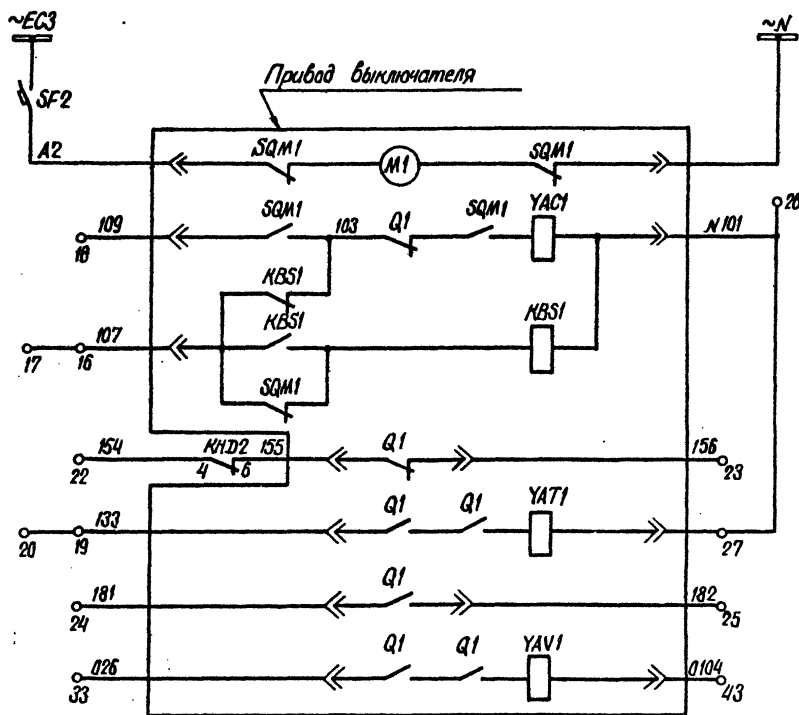 ~EC3
~N
Привод выключателя
SF2
A2
SQM1
M1
SQM1
109
18
SQM1
103
Q1
SQM1
YAC1
N101
28
KBS1
107
17
16
KBS1
KBS1
SQM1
154
22
KHD2
4
6
155
Q1
156
23
133
20
19
Q1
Q1
YAT1
27
181
24
Q1
182
25
026
33
Q1
Q1
YAV1
0104
43